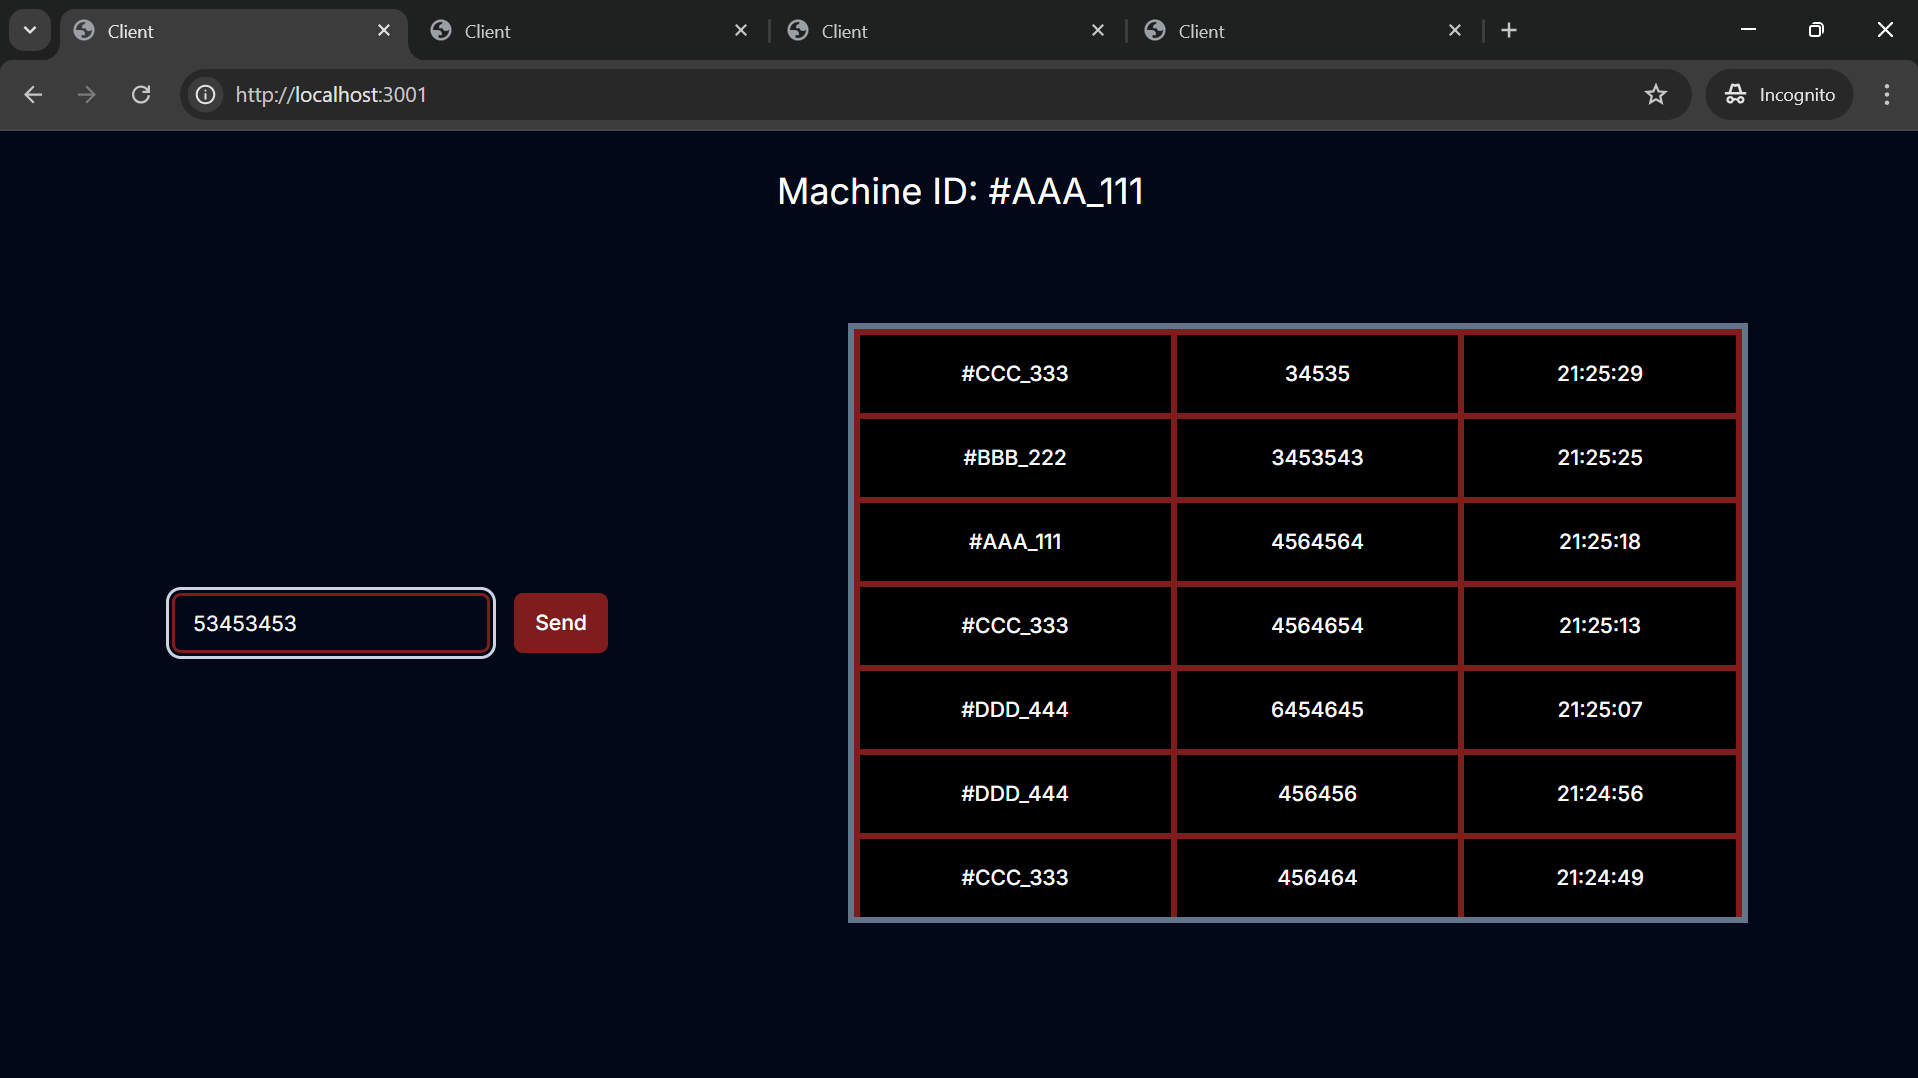 Client Client Client Client
http://localhost:3001 Incognito
Machine ID: #AAA_111
#CCC_333 34535 21:25:29
#BBB_222 3453543 21:25:25
#AAA_111 4564564 21:25:18
53453453 Send
#CCC_333 4564654 21:25:13
#DDD_444 6454645 21:25:07
#DDD_444 456456 21:24:56
#CCC_333 456464 21:24:49